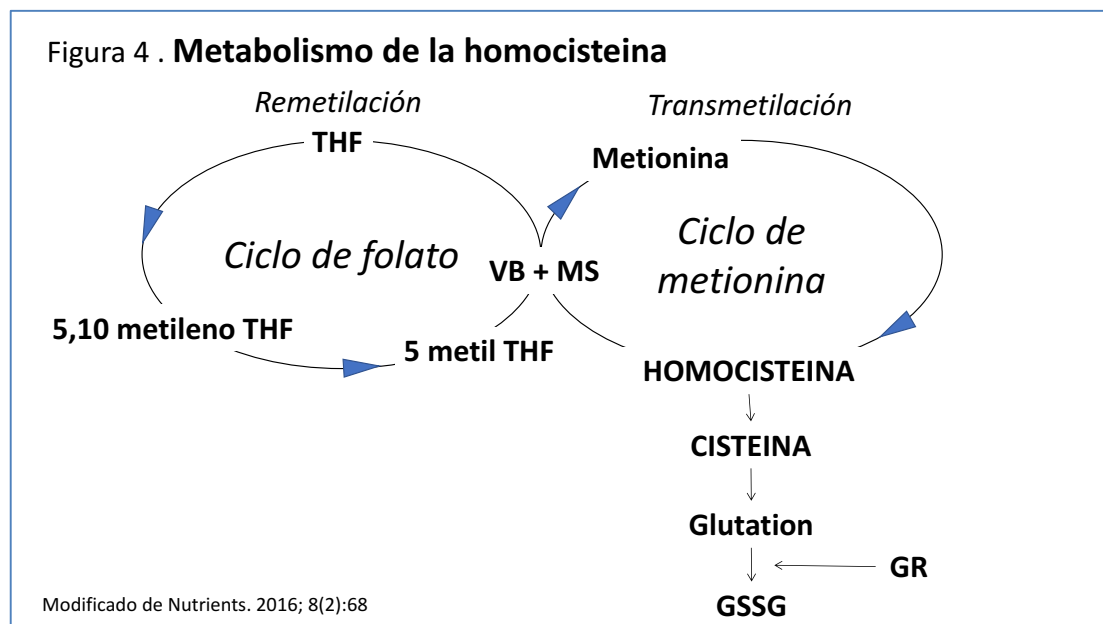 Figura 4 . Metabolismo de la homocisteina
Remetilación
Transmetilación
THF
Metionina
Ciclo de folato
Ciclo de
metionina
VB + MS
5,10 metileno THF
5 metil THF
HOMOCISTEINA
CISTEINA
Glutation
GR
GSSG
Modificado de Nutrients. 2016; 8(2):68